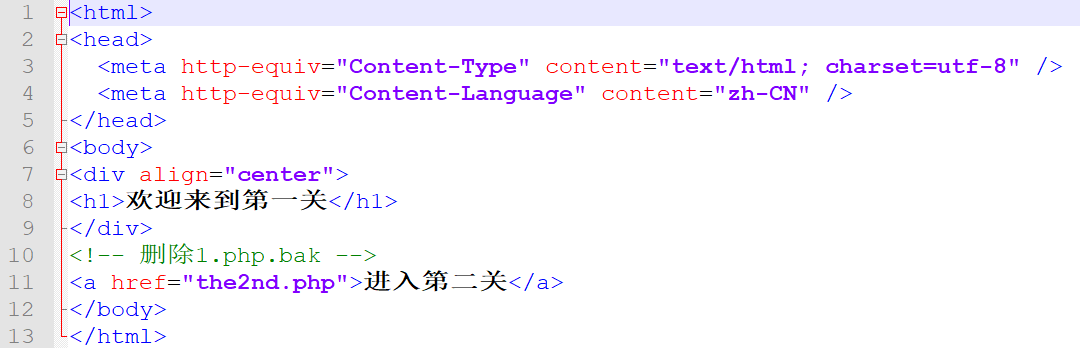 1 <html>
2 <head>
3   <meta http-equiv="Content-Type" content="text/html; charset=utf-8" />
4   <meta http-equiv="Content-Language" content="zh-CN" />
5 </head>
6 <body>
7 <div align="center">
8 <h1>欢迎来到第一关</h1>
9 </div>
10 <!-- 删除1.php.bak -->
11 <a href="the2nd.php">进入第二关</a>
12 </body>
13 </html>